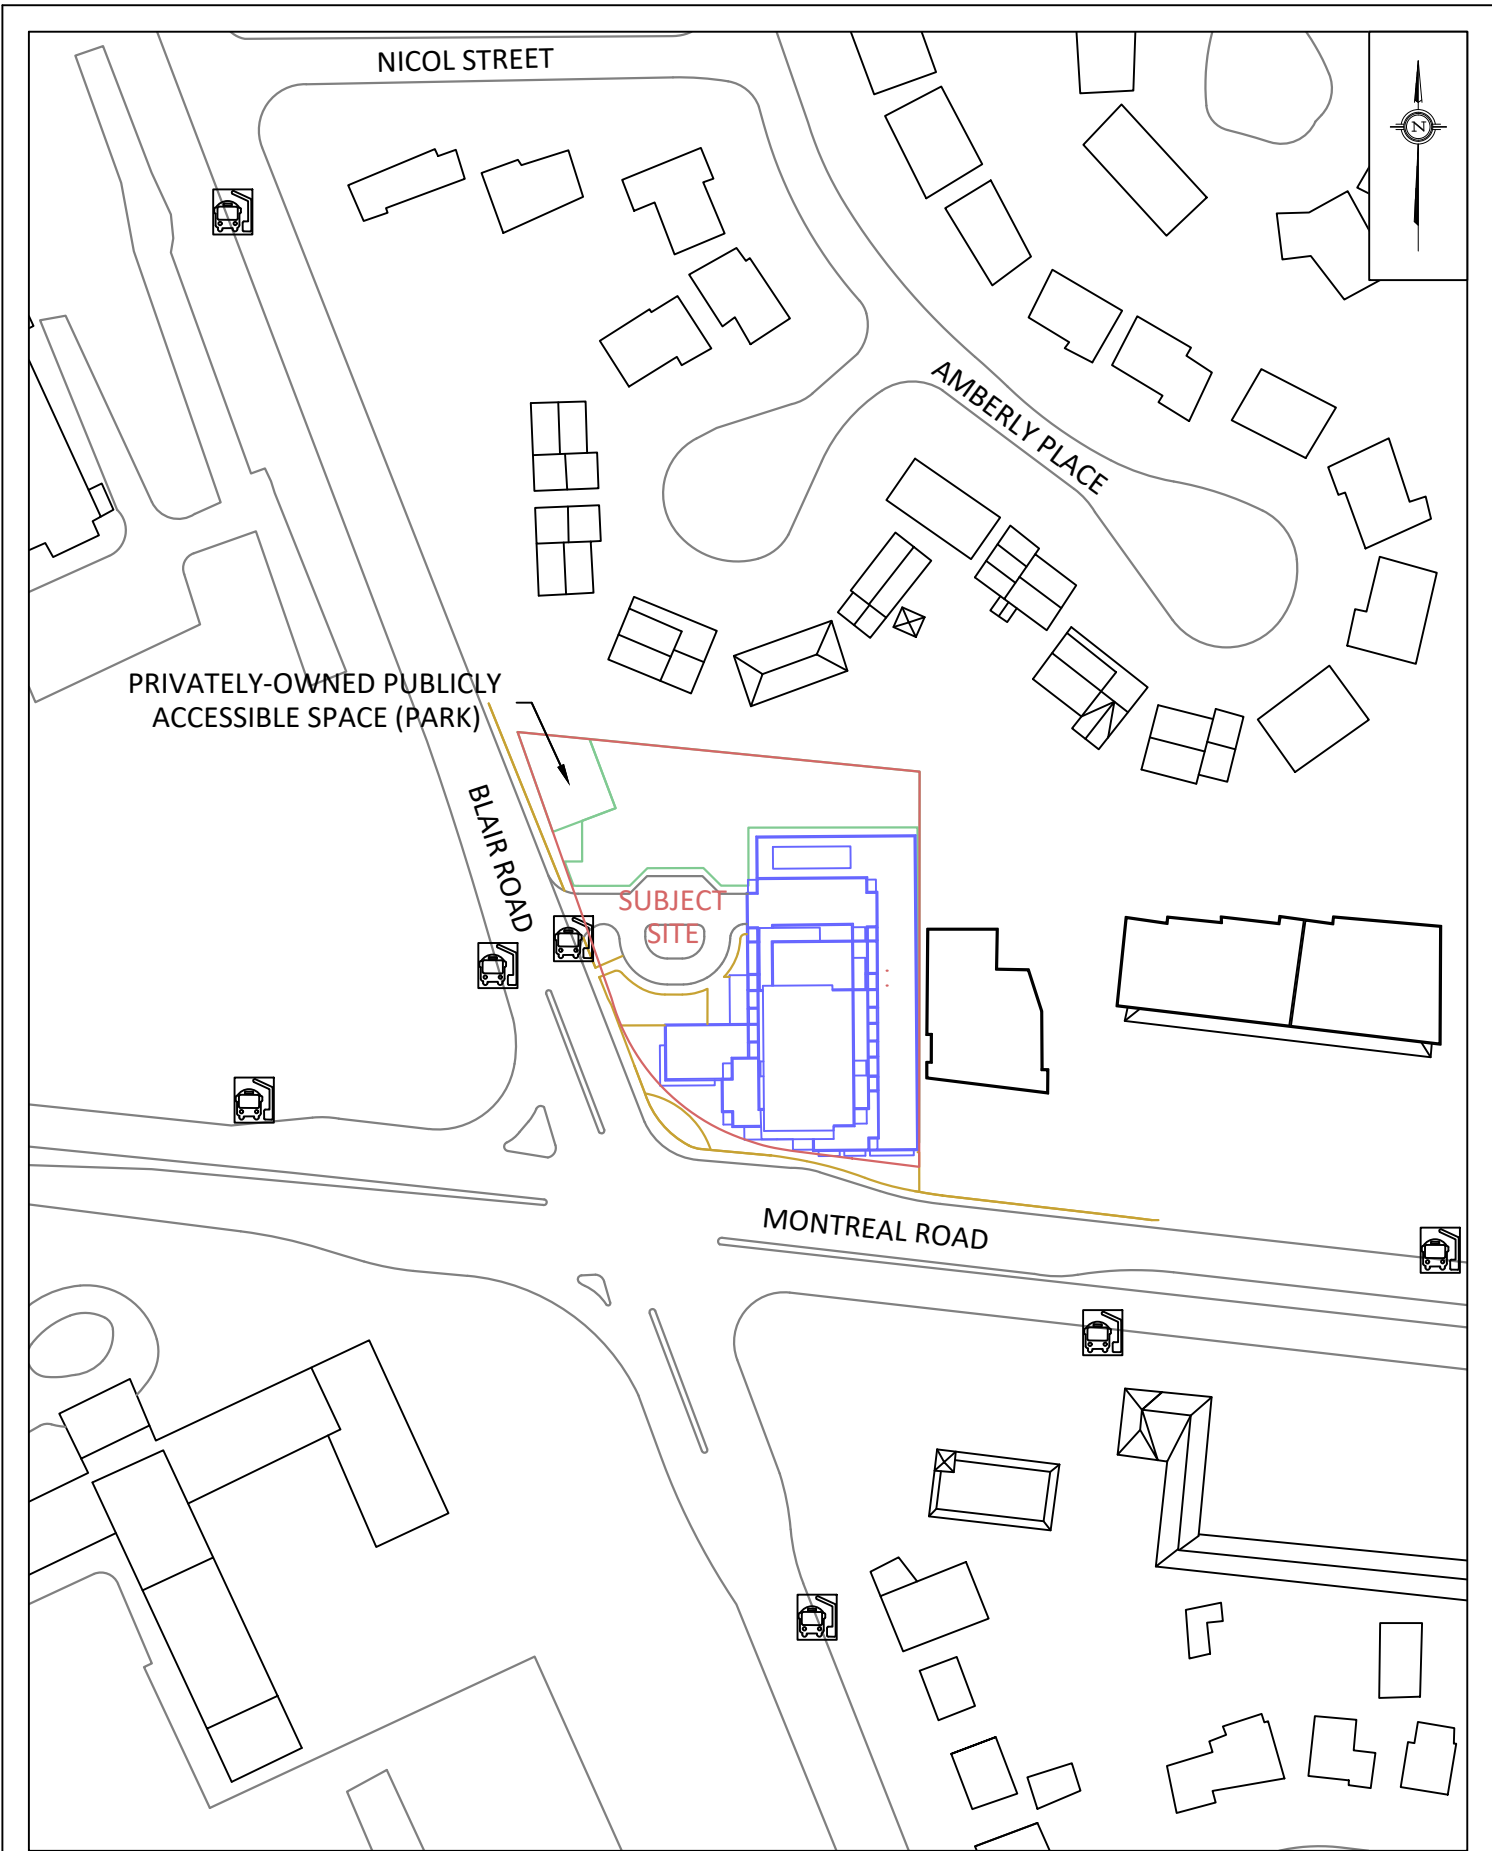 NICOL STREET
N
AMBERLY PLACE
PRIVATELY-OWNED PUBLICLY
ACCESSIBLE SPACE (PARK)
BLAIR ROAD
SUBJECT
SITE
MONTREAL ROAD